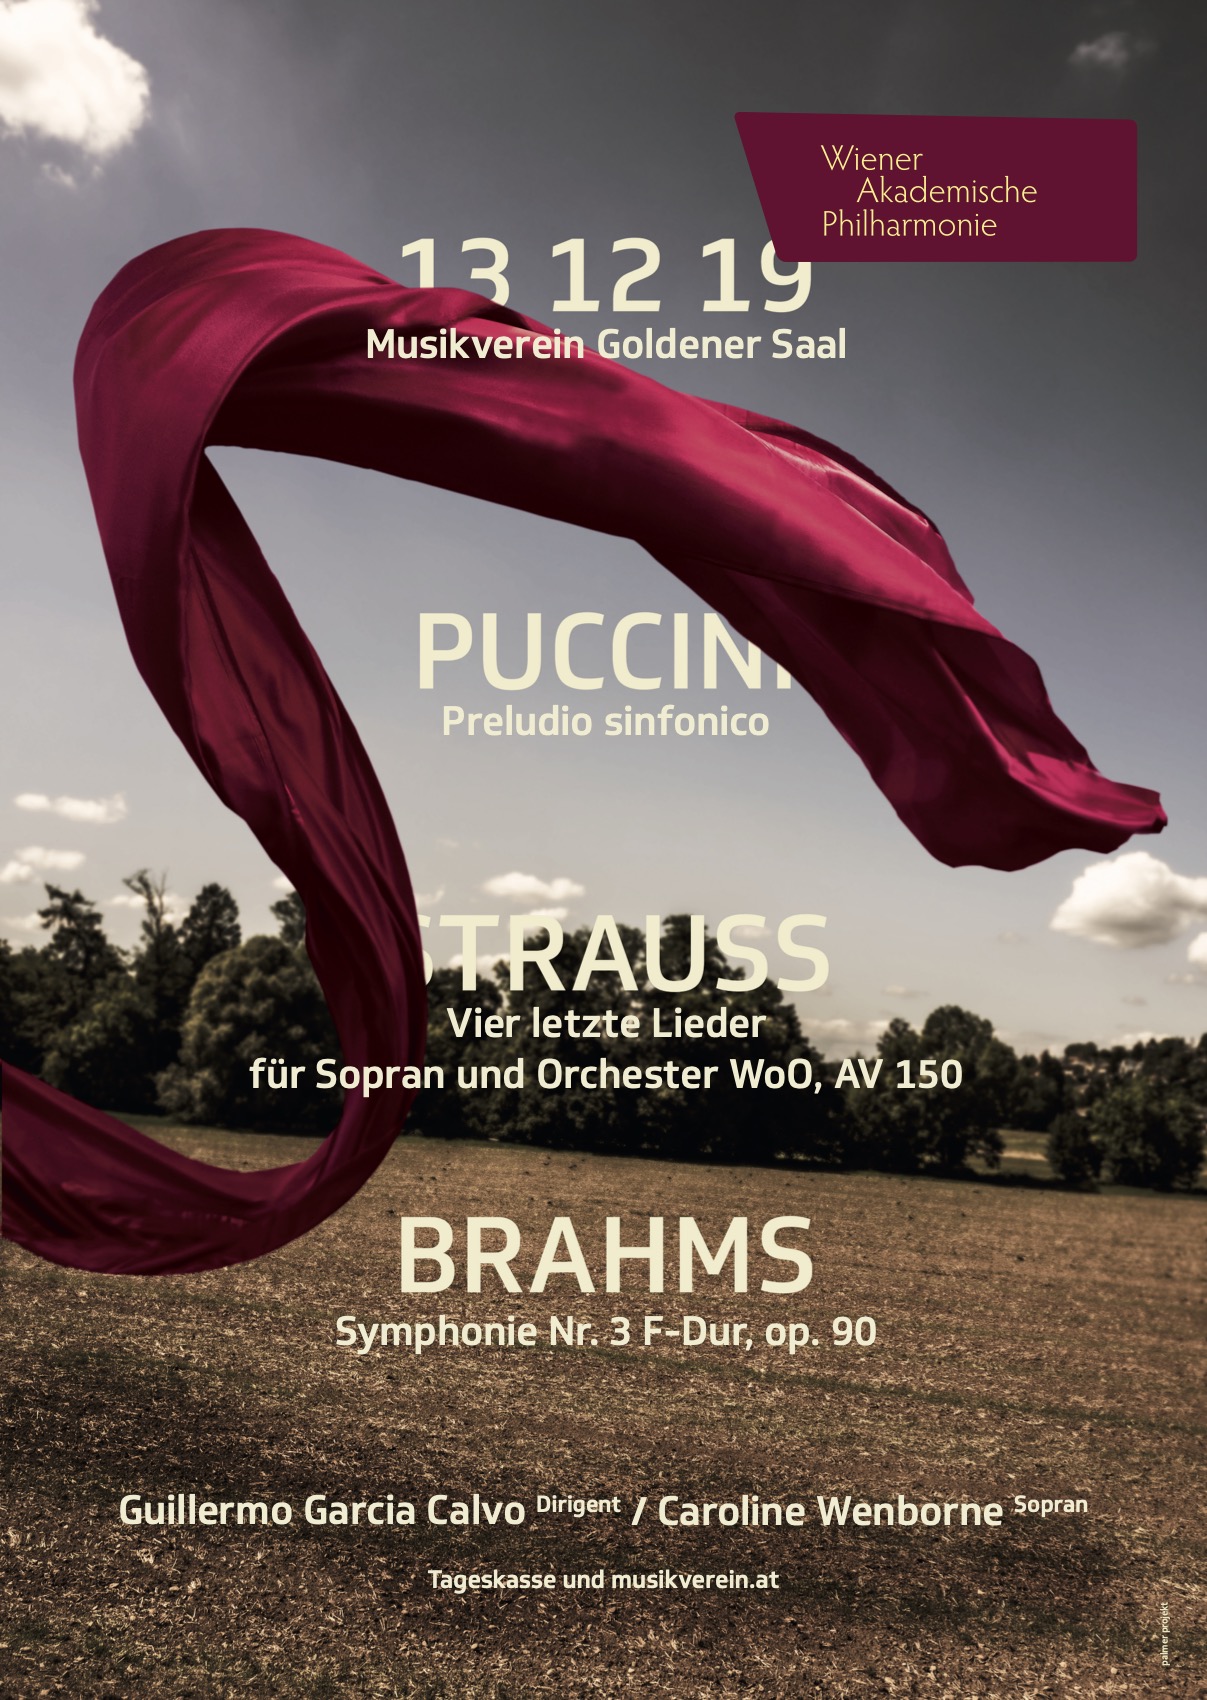 Wiener
Akademische
Philharmonie
13 12 19
Musikverein Goldener Saal
PUCCINI
Preludio sinfonico
STRAUSS
Vier letzte Lieder
für Sopran und Orchester WoO, AV 150
BRAHMS
Symphonie Nr. 3 F-Dur, op. 90
Guillermo Garcia Calvo Dirigent / Caroline Wenborne Sopran
Tageskasse und musikverein.at
palmer projekt